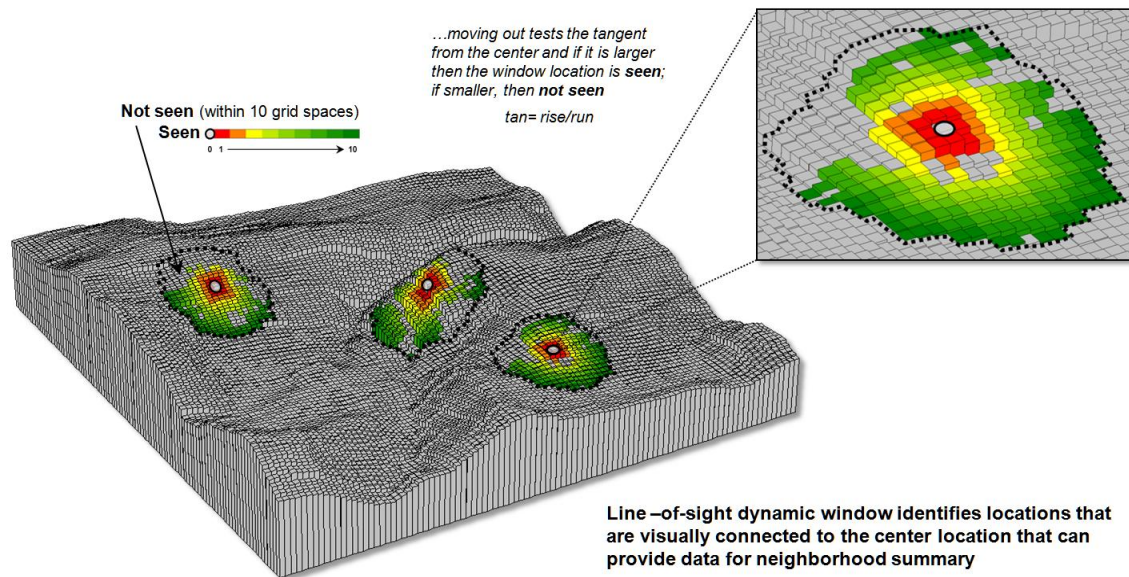 …moving out tests the tangent
from the center and if it is larger
then the window location is seen;
if smaller, then not seen
tan= rise/run
Not seen (within 10 grid spaces)
Seen
0 1 10
Line –of-sight dynamic window identifies locations that
are visually connected to the center location that can
provide data for neighborhood summary